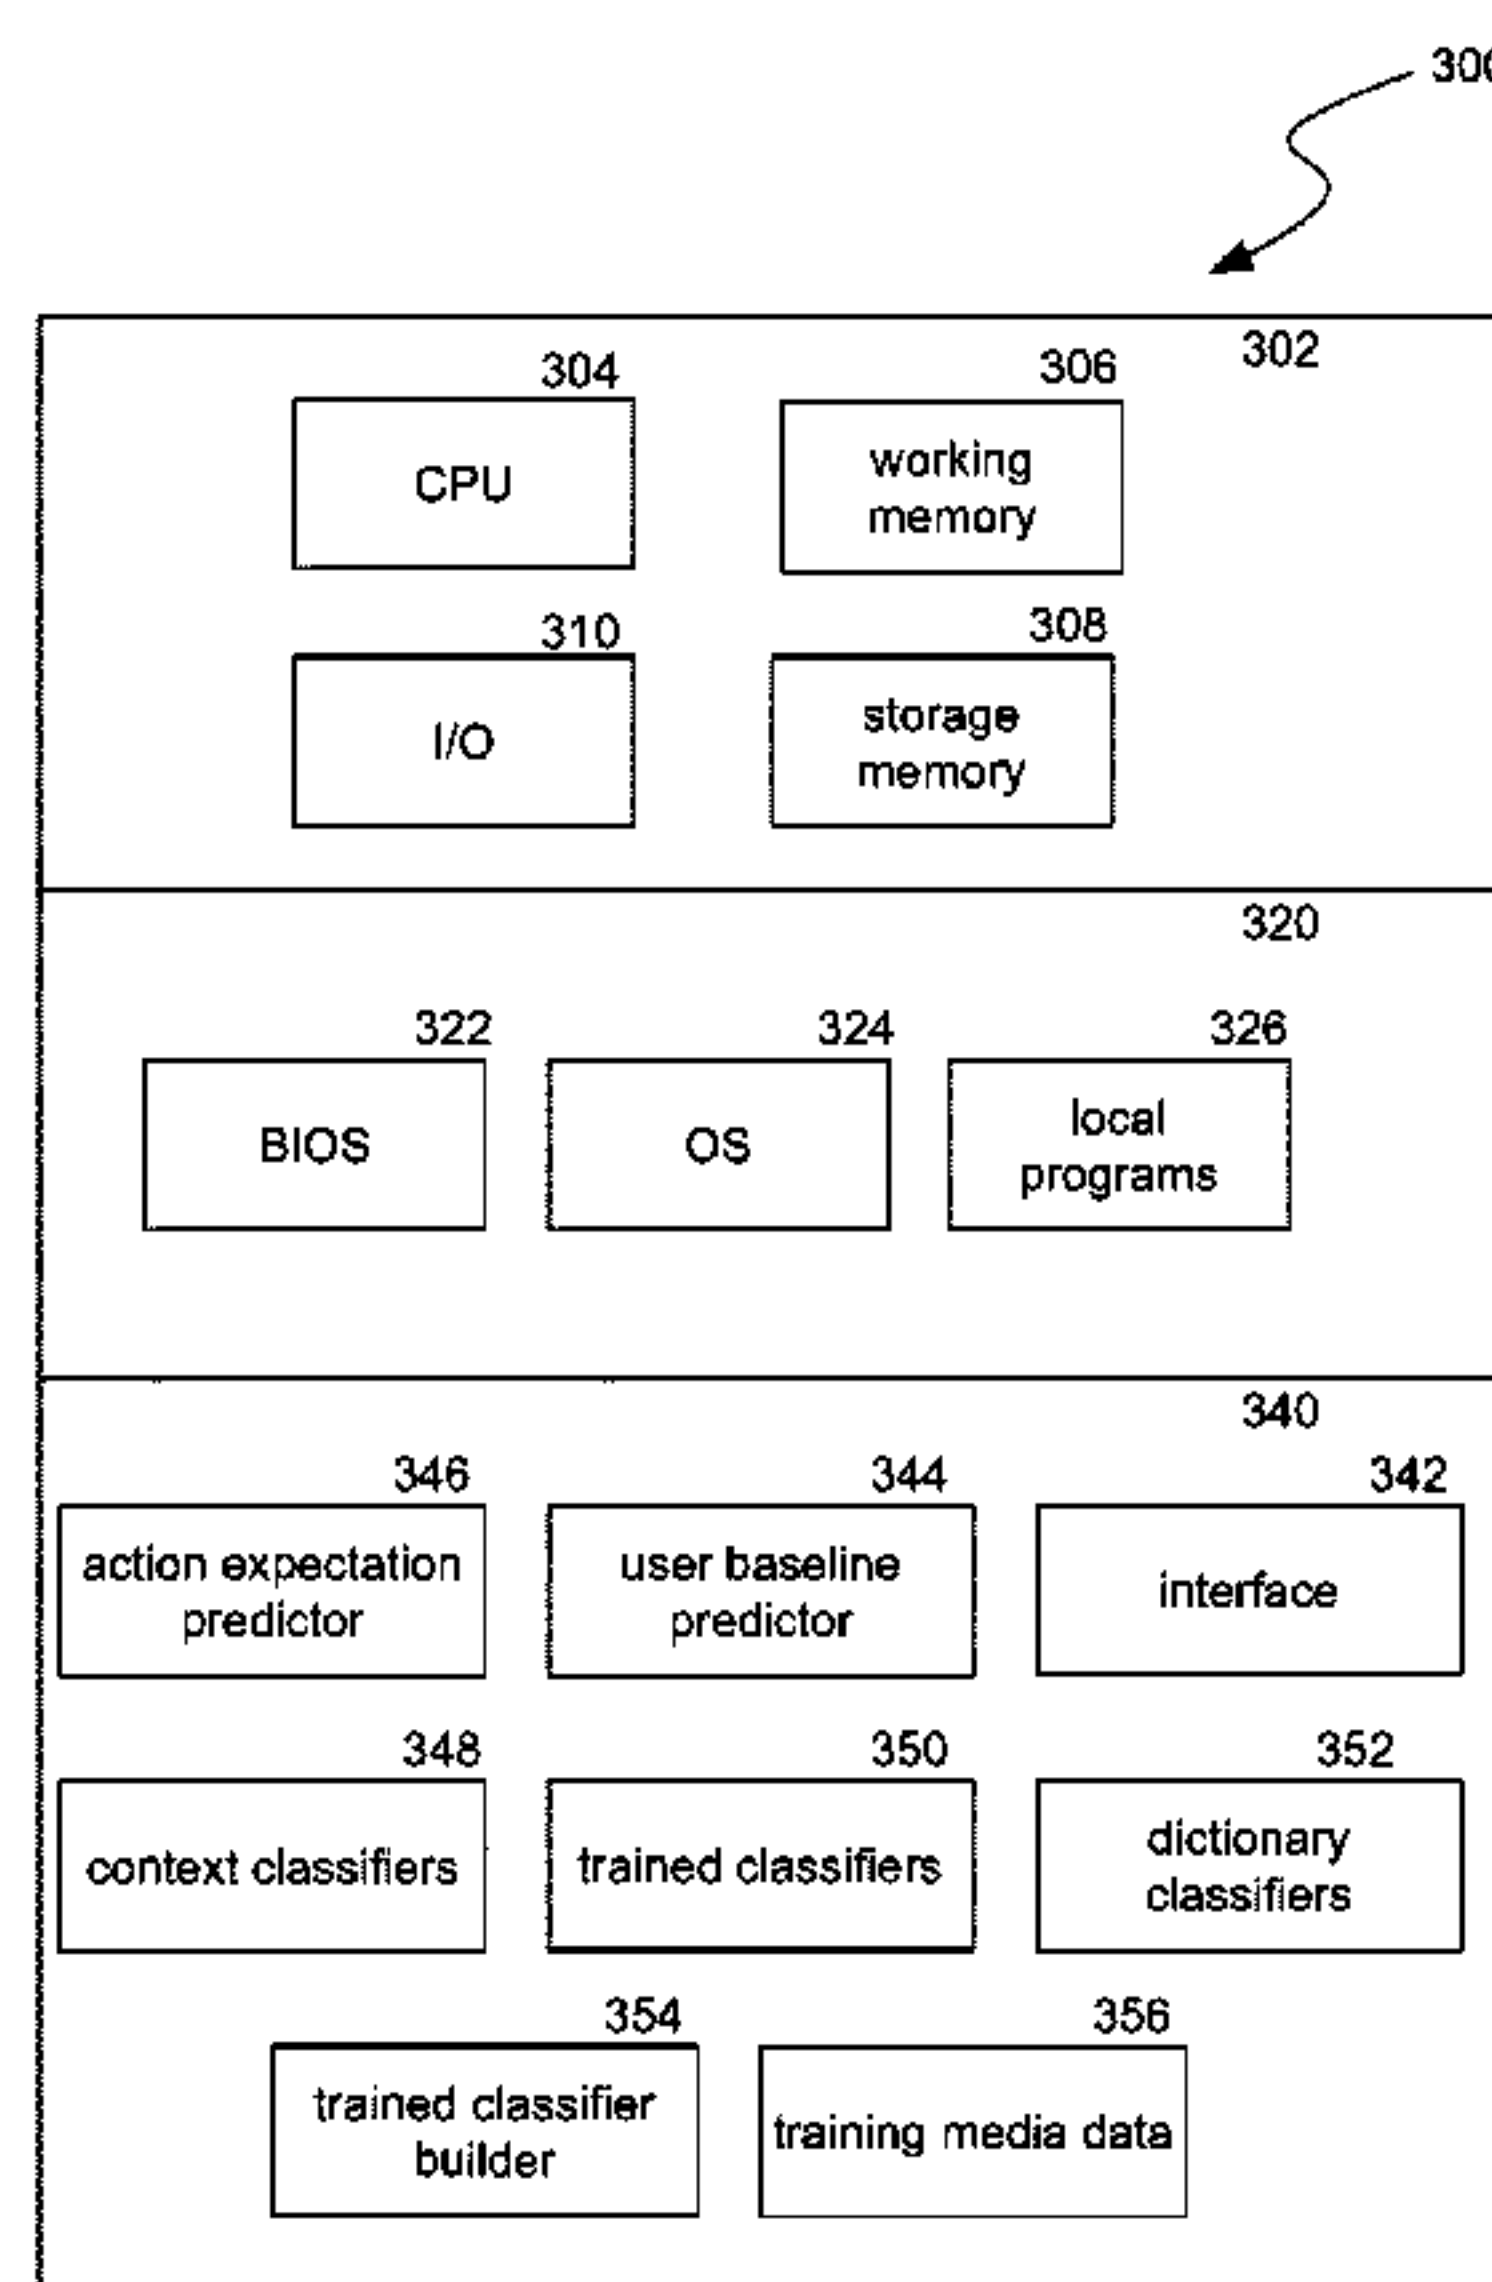 302
304
306
CPU
working
memory
310
308
I/O
storage
memory
320
322
324
326
BIOS
OS
local
programs
340
346
344
342
action expectation
predictor
user baseline
predictor
interface
348
350
352
context classifiers
trained classifiers
dictionary
classifiers
354
356
trained classifier
builder
training media data